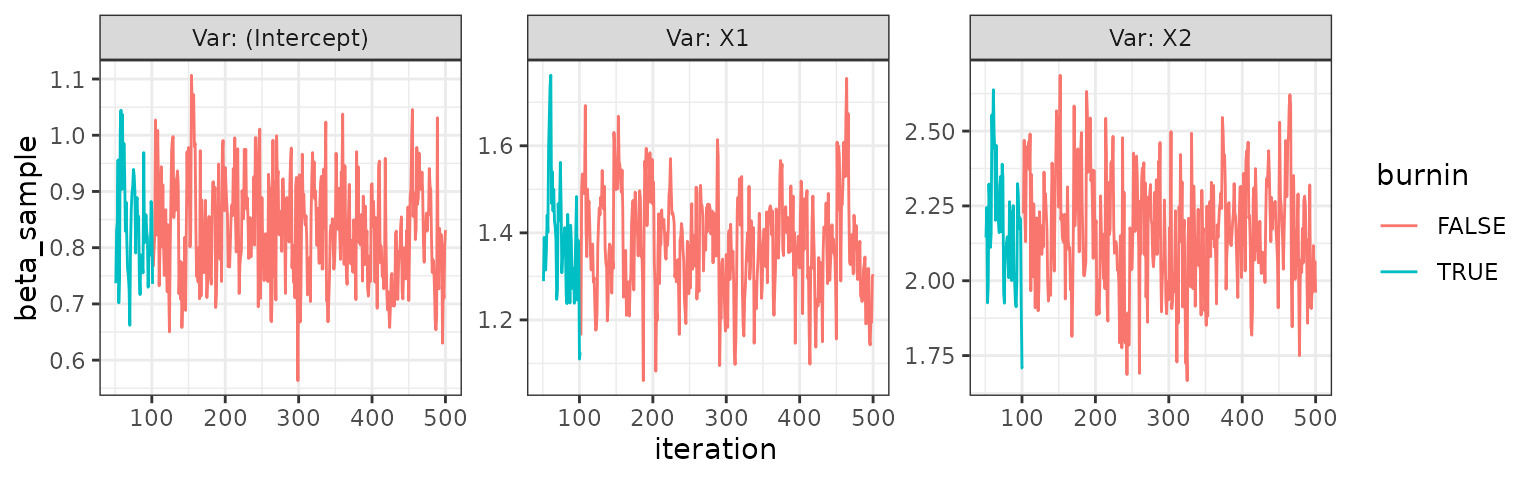 Var: (Intercept)
Var: X1
Var: X2
beta_sample
1.1
1.0
0.9
0.8
0.7
0.6
1.6
1.4
1.2
2.50
2.25
2.00
1.75
100 200 300 400 500
100 200 300 400 500
100 200 300 400 500
iteration
burnin
FALSE
TRUE